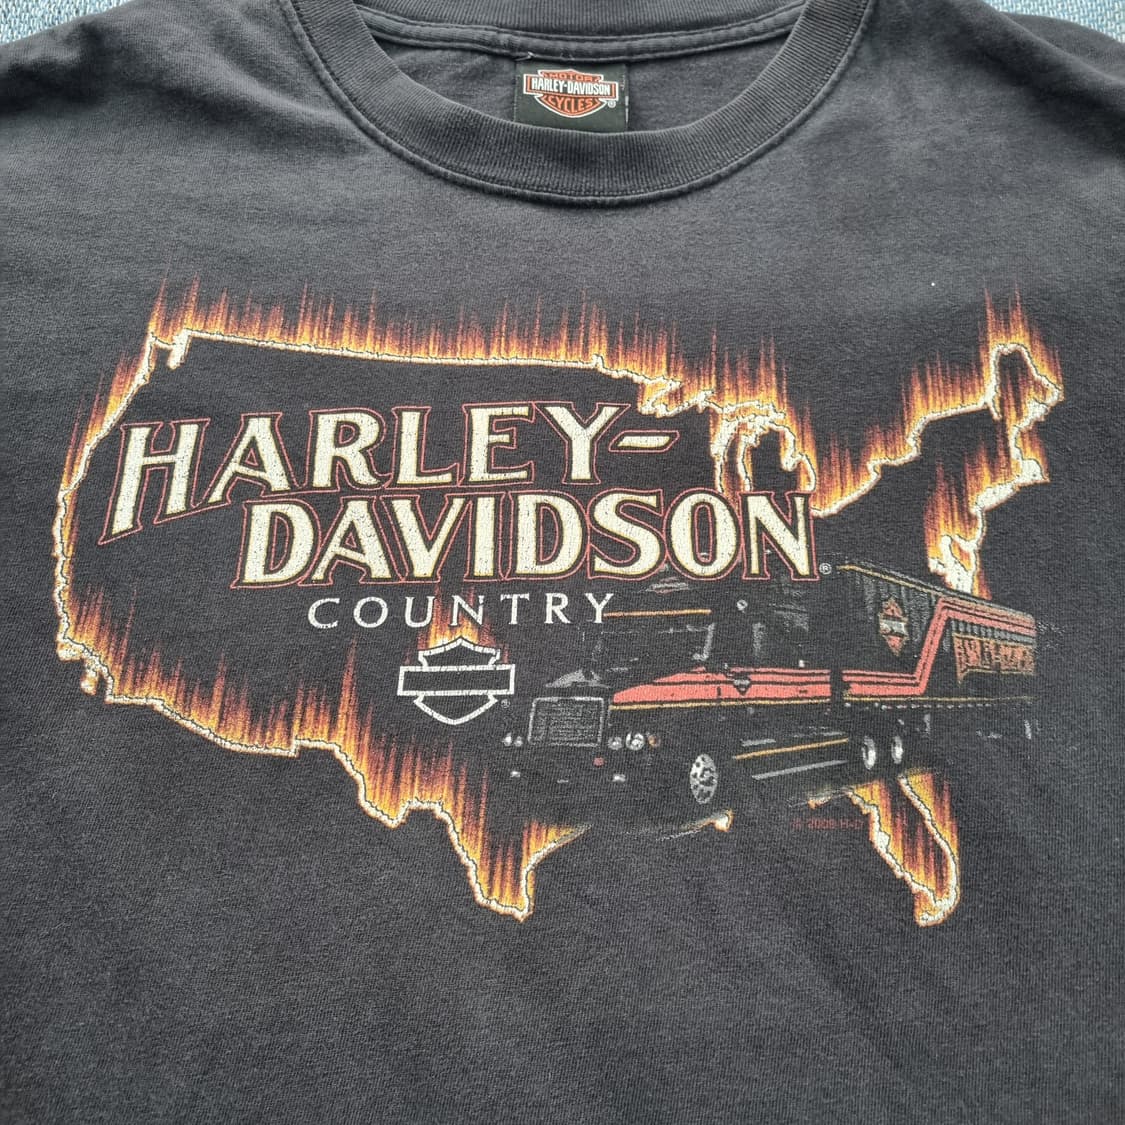 MOTOR
HARLEY-DAVIDSON
CYCLES
®
HARLEY-
DAVIDSON®
COUNTRY
®